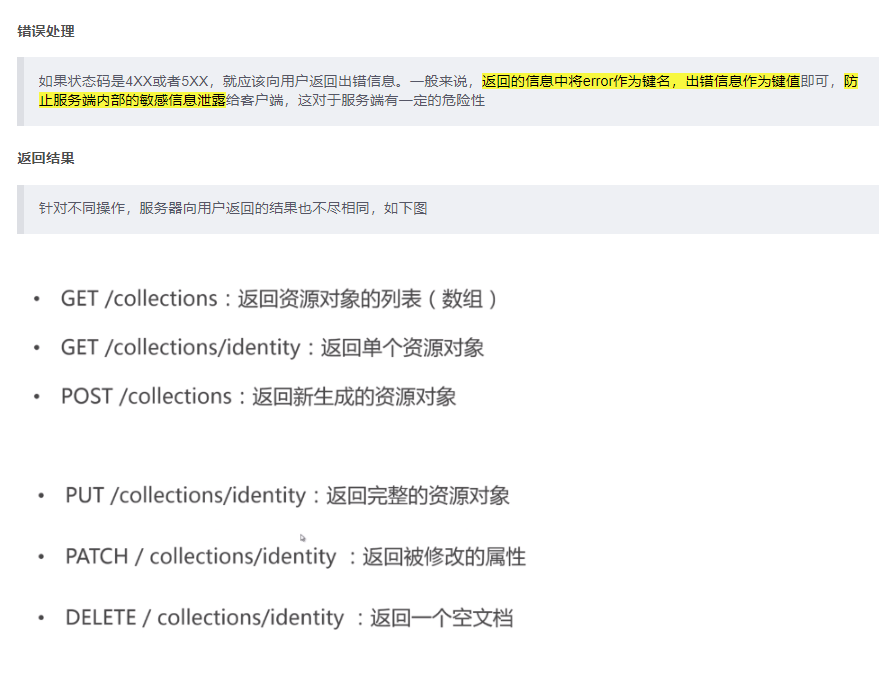 错误处理
如果状态码是4XX或者5XX，就应该向用户返回出错信息。一般来说，返回的信息中将error作为键名，出错信息作为键值即可，防
止服务端内部的敏感信息泄露给客户端，这对于服务端有一定的危险性
返回结果
针对不同操作，服务器向用户返回的结果也不尽相同，如下图
• GET /collections：返回资源对象的列表（数组）
• GET /collections/identity：返回单个资源对象
• POST /collections：返回新生成的资源对象
• PUT /collections/identity：返回完整的资源对象
• PATCH / collections/identity ：返回被修改的属性
• DELETE / collections/identity ：返回一个空文档